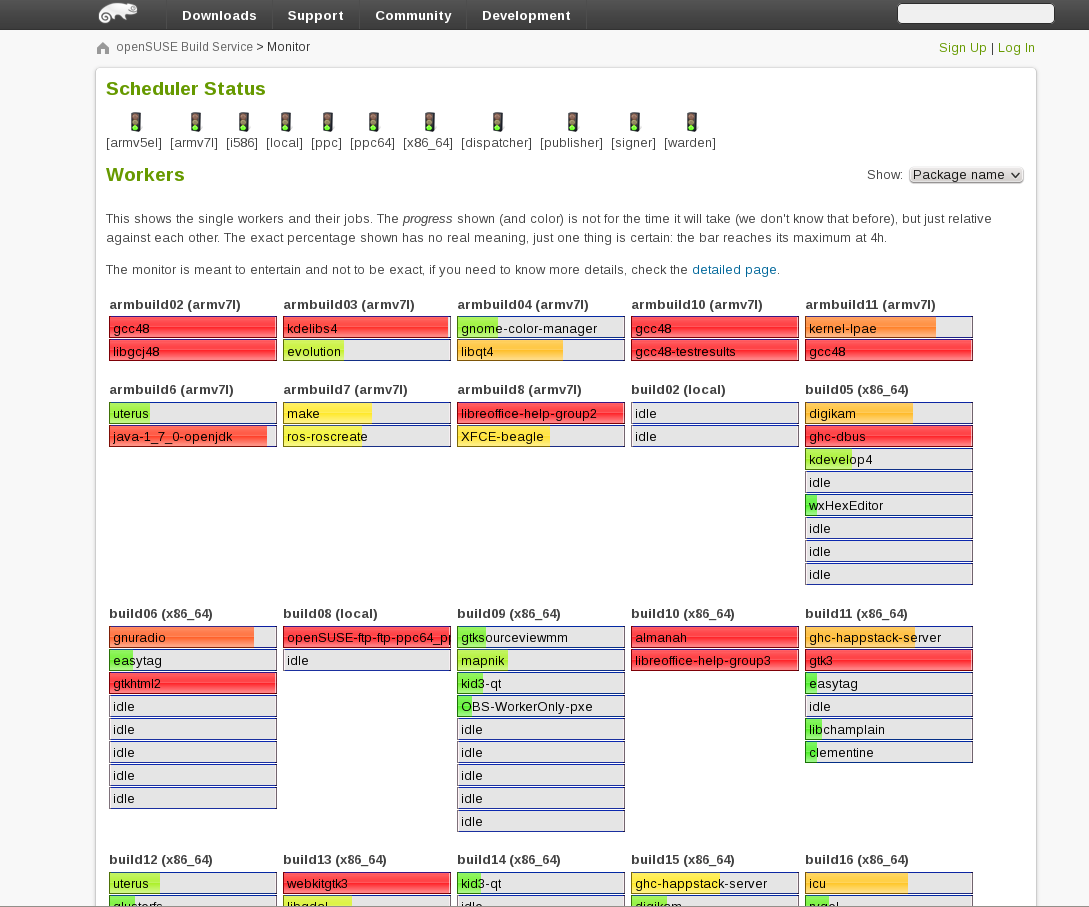 Downloads Support Community Development
openSUSE Build Service > Monitor Sign Up | Log In
Scheduler Status
[armv5el] [armv7l] [i586] [local] [ppc] [ppc64] [x86_64] [dispatcher] [publisher] [signer] [warden]
Workers Show: Package name
This shows the single workers and their jobs. The progress shown (and color) is not for the time it will take (we don't know that before), but just relative
against each other. The exact percentage shown has no real meaning, just one thing is certain: the bar reaches its maximum at 4h.
The monitor is meant to entertain and not to be exact, if you need to know more details, check the detailed page.
armbuild02 (armv7l) armbuild03 (armv7l) armbuild04 (armv7l) armbuild10 (armv7l) armbuild11 (armv7l)
gcc48 kdelibs4 gnome-color-manager gcc48 kernel-lpae
libgcj48 evolution libqt4 gcc48-testresults gcc48
armbuild6 (armv7l) armbuild7 (armv7l) armbuild8 (armv7l) build02 (local) build05 (x86_64)
uterus make libreoffice-help-group2 idle digikam
java-1_7_0-openjdk ros-roscreate XFCE-beagle idle ghc-dbus
kdevelop4
idle
wxHexEditor
idle
idle
idle
build06 (x86_64) build08 (local) build09 (x86_64) build10 (x86_64) build11 (x86_64)
gnuradio openSUSE-ftp-ftp-ppc64_p gtksourceviewmm almanah ghc-happstack-server
easytag idle mapnik libreoffice-help-group3 gtk3
gtkhtml2 kid3-qt easytag
idle OBS-WorkerOnly-pxe idle
idle idle libchamplain
idle idle clementine
idle idle
idle idle
idle
build12 (x86_64) build13 (x86_64) build14 (x86_64) build15 (x86_64) build16 (x86_64)
uterus webkitgtk3 kid3-qt ghc-happstack-server icu
glusterfs libgdal idle digikam